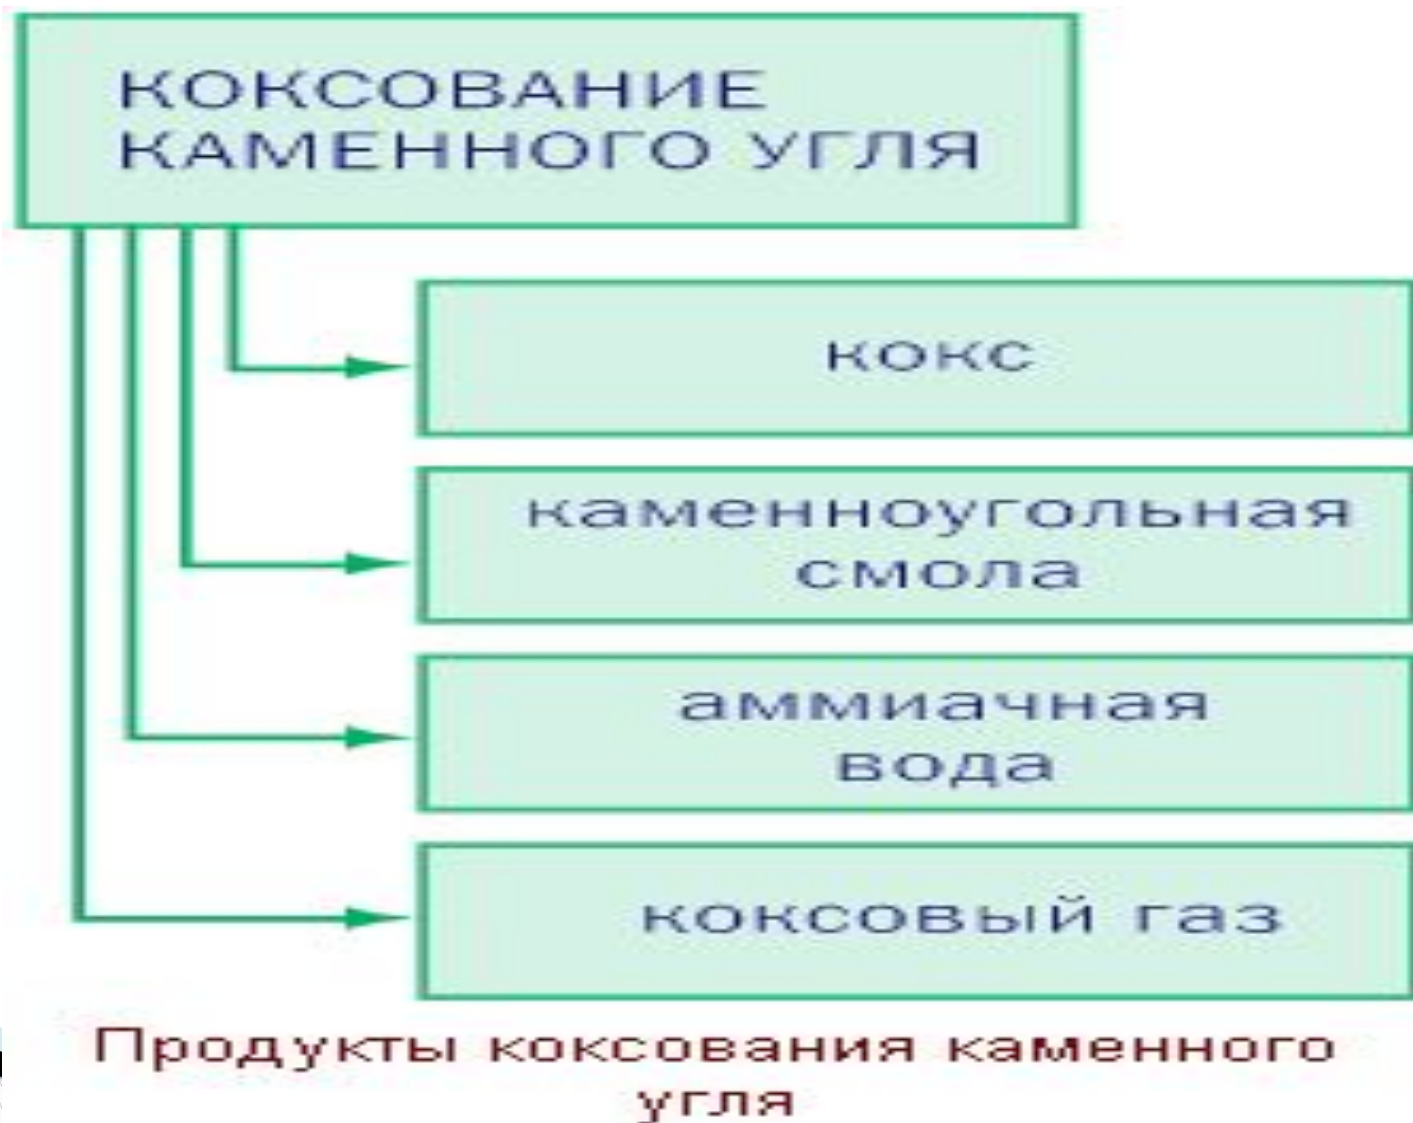 КОКСОВАНИЕ
КАМЕННОГО УГЛЯ
кокс
каменноугольная
смола
аммиачная
вода
коксовый газ
Продукты коксования каменного
угля